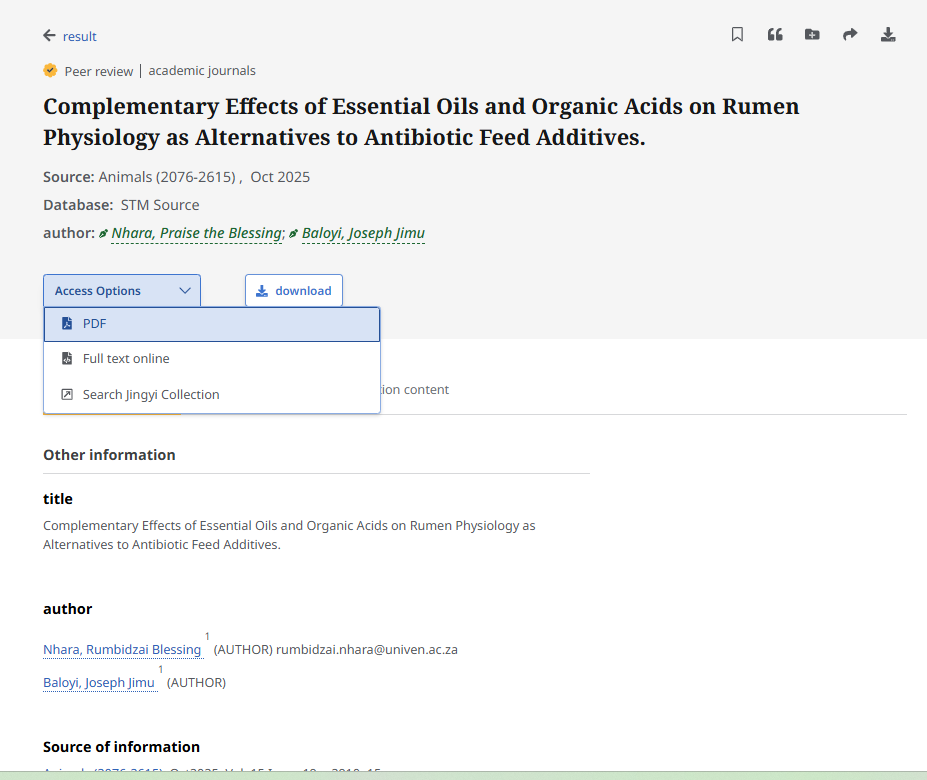 result
Peer review | academic journals
Complementary Effects of Essential Oils and Organic Acids on Rumen
Physiology as Alternatives to Antibiotic Feed Additives.
Source: Animals (2076-2615) , Oct 2025
Database: STM Source
author: Nhara, Praise the Blessing; Baloyi, Joseph Jimu
Access Options download
PDF
Full text online
ion content
Search Jingyi Collection
Other information
title
Complementary Effects of Essential Oils and Organic Acids on Rumen Physiology as
Alternatives to Antibiotic Feed Additives.
author
Nhara, Rumbidzai Blessing 1 (AUTHOR) rumbidzai.nhara@univen.ac.za
Baloyi, Joseph Jimu 1 (AUTHOR)
Source of information